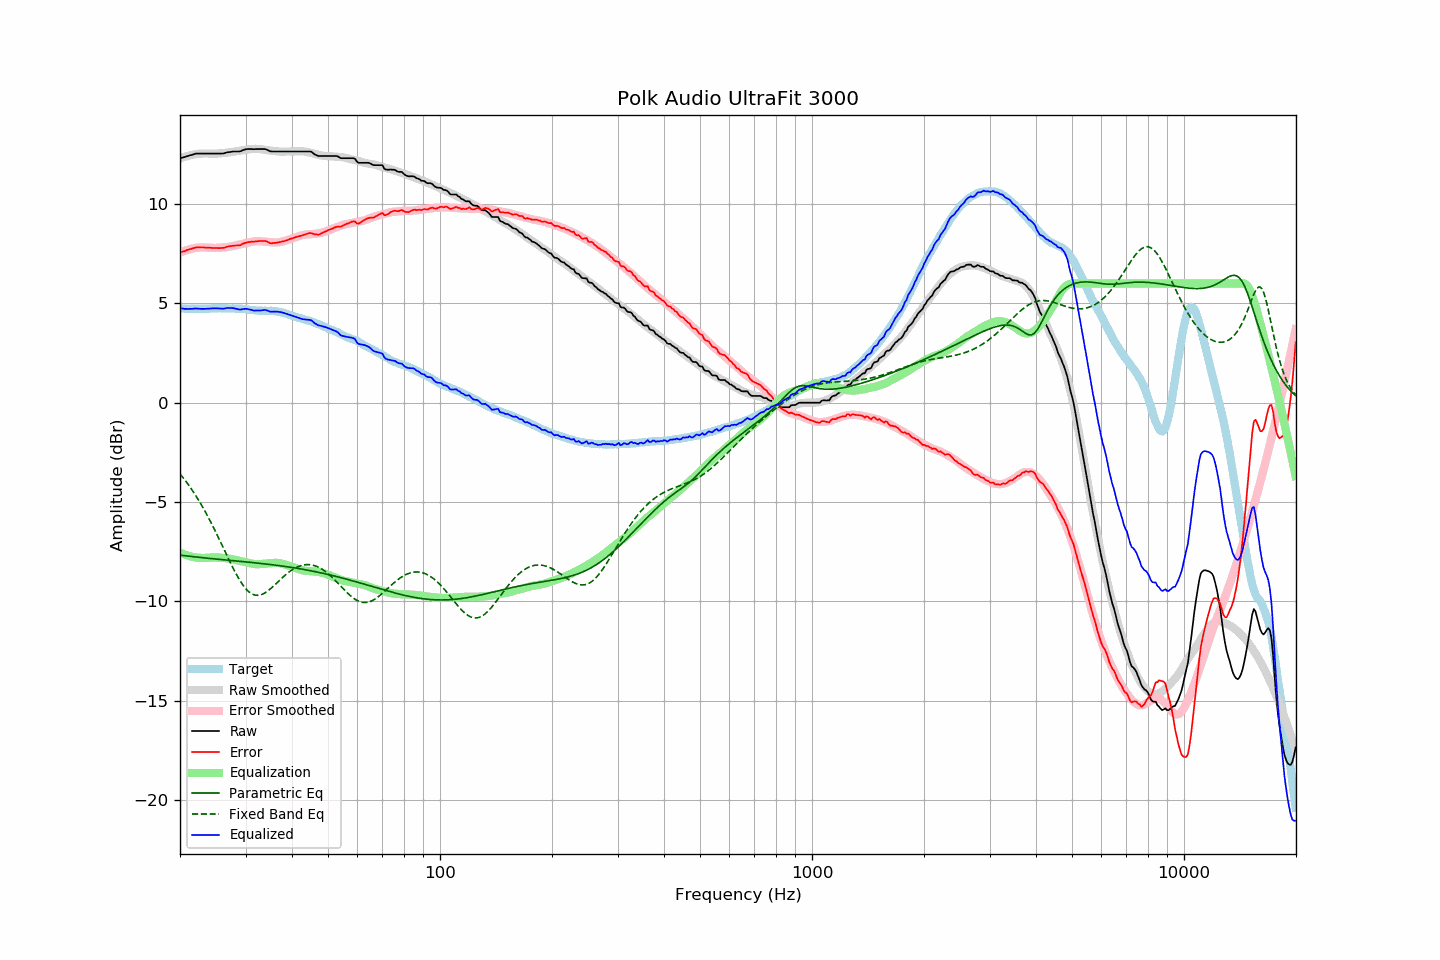 Polk Audio UltraFit 3000
10
5
0
−5
−10
−15
−20
Amplitude (dBr)
Target
Raw Smoothed
Error Smoothed
Raw
Error
Equalization
Parametric Eq
Fixed Band Eq
Equalized
100
1000
10000
Frequency (Hz)